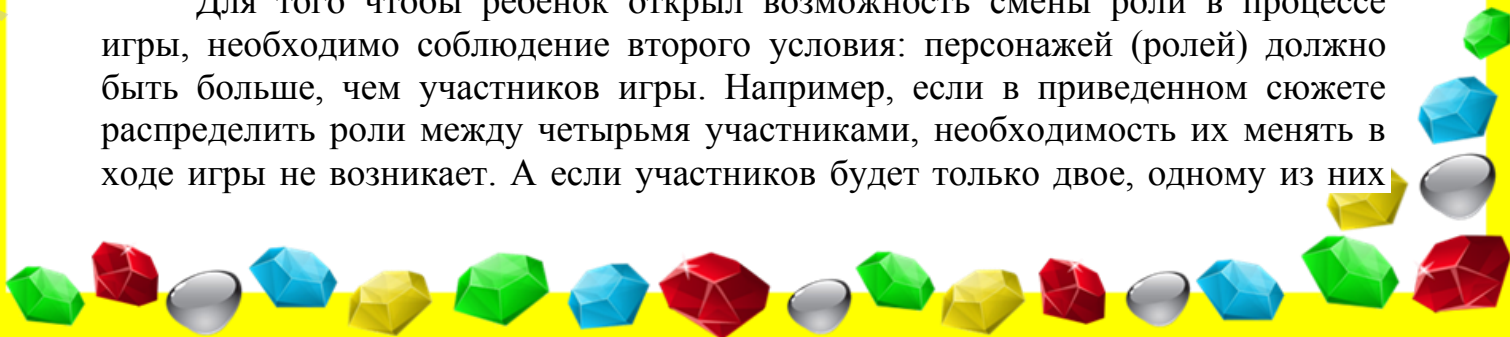 Для того чтобы ребенок открыл возможность смены роли в процессе
игры, необходимо соблюдение второго условия: персонажей (ролей) должно
быть больше, чем участников игры. Например, если в приведенном сюжете
распределить роли между четырьмя участниками, необходимость их менять в
ходе игры не возникает. А если участников будет только двое, одному из них